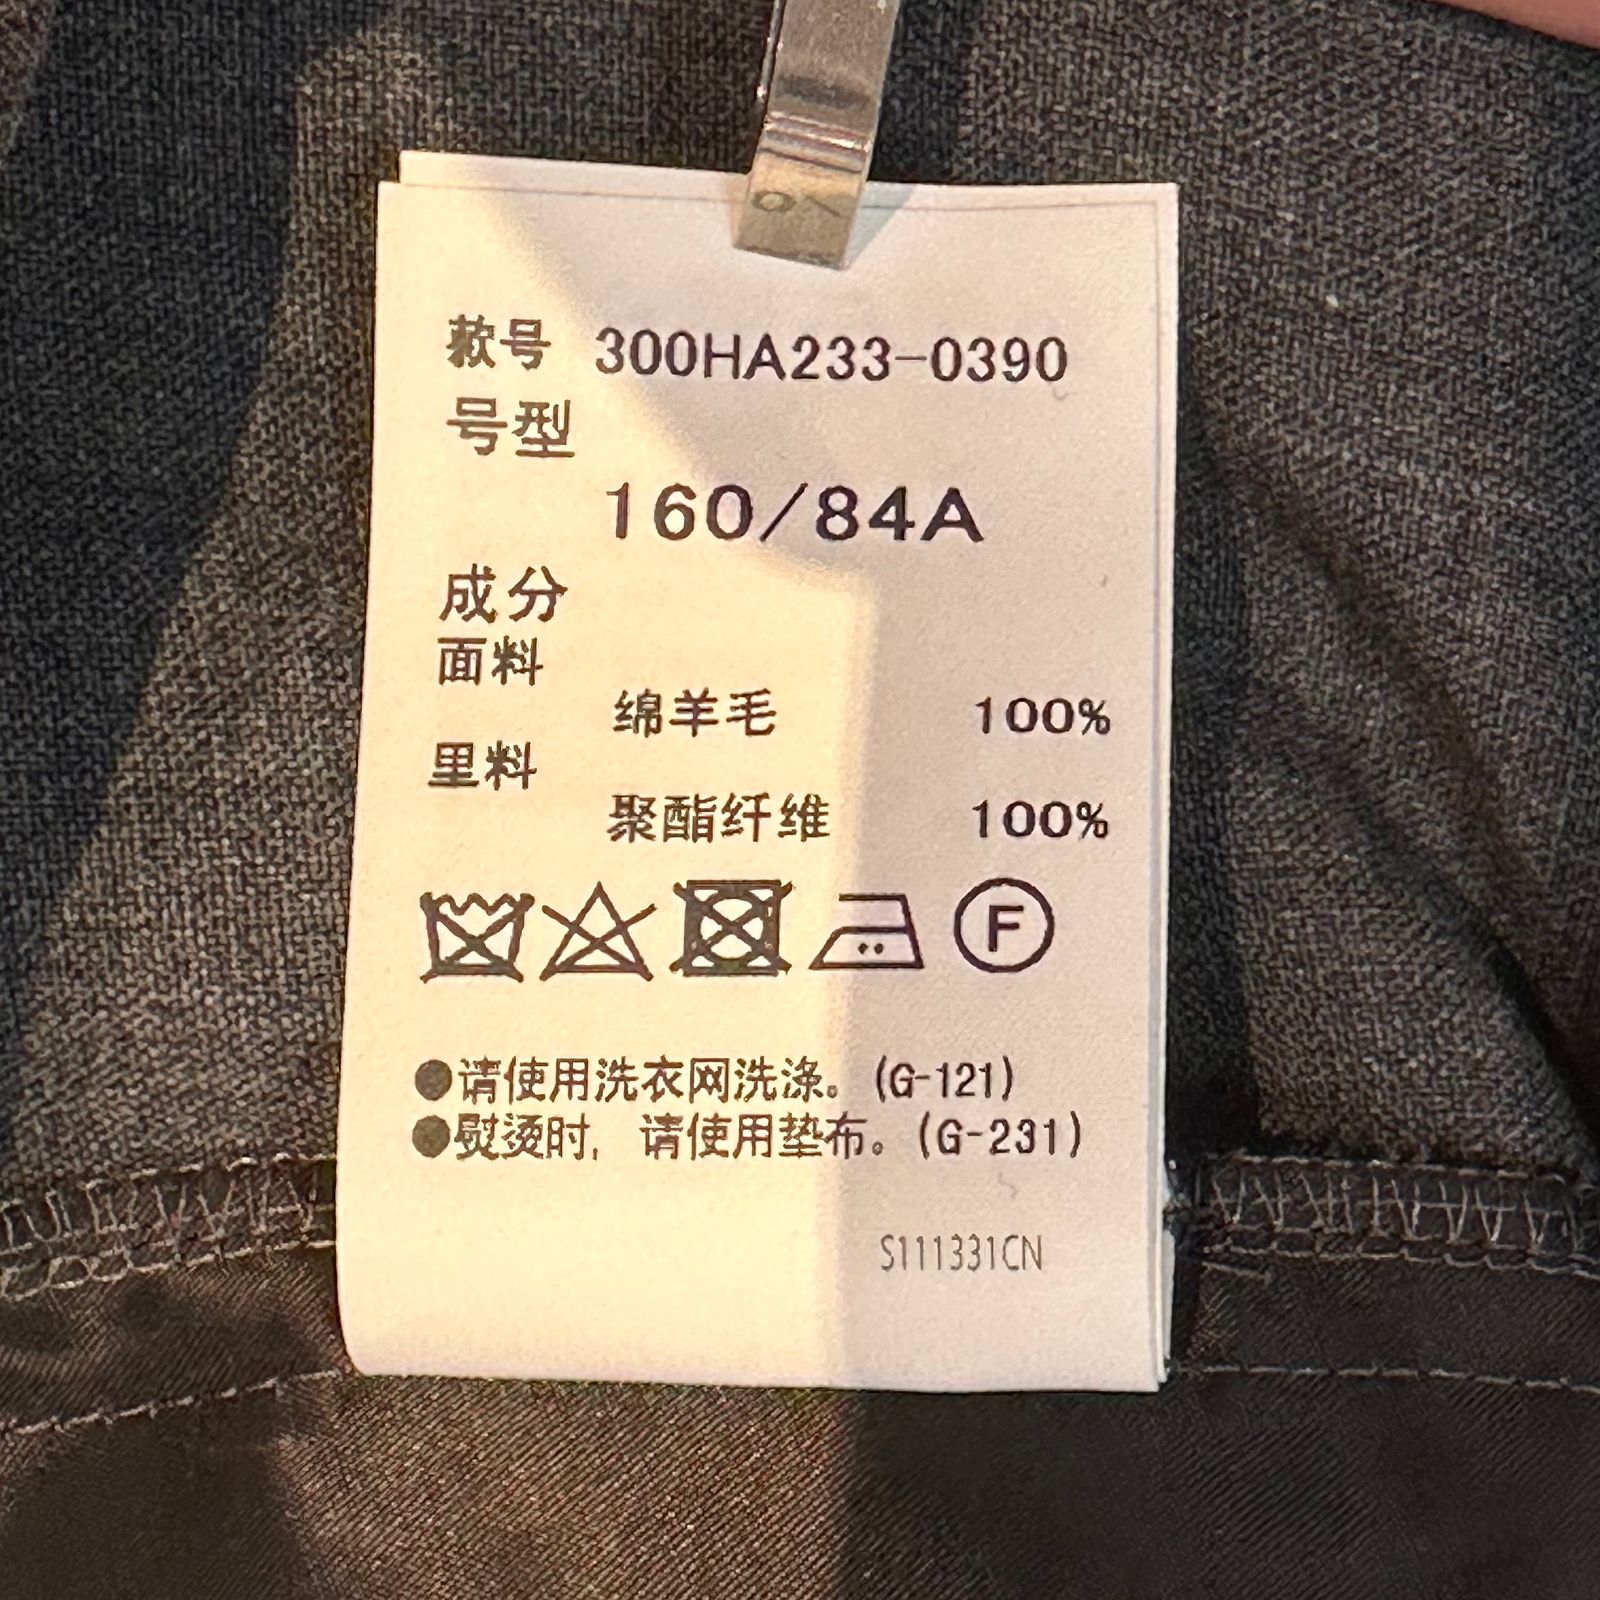 款号 300HA233-0390
号型
160/84A
成分
面料
绵羊毛 100%
里料
聚酯纤维 100%
F
●请使用洗衣网洗涤。(G-121)
●熨烫时, 请使用垫布。(G-231)
S111331CN